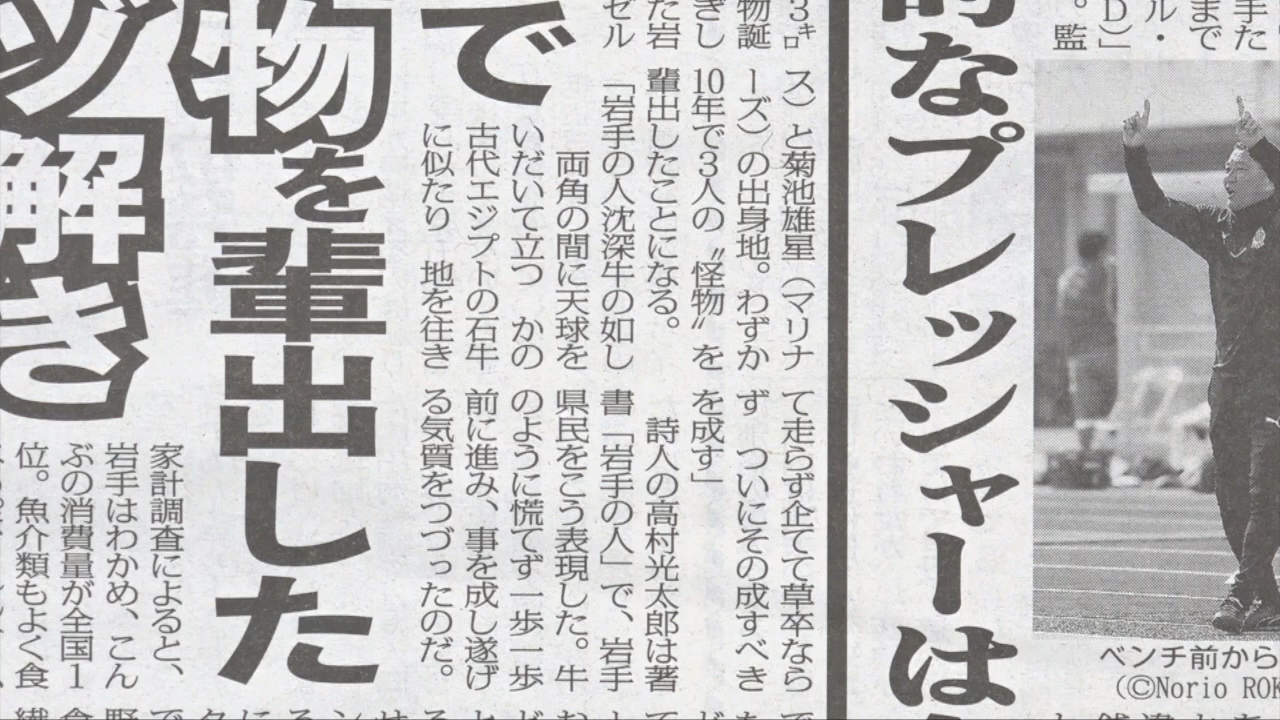 手た
まで
ル・
D)」
。監
ベンチ前から
(©Norio ROK
的なプレッシャーは
3㌔
物誕
ぎし
た岩
ゼル
ス)と菊池雄星(マリナ
ーズ)の出身地。わずか
10年で3人の〝怪物〟を
輩出したことになる。
「岩手の人沈深牛の如し
両角の間に天球を
いだいて立つ かの
古代エジプトの石牛
に似たり 地を往き
て走らず企てて草卒なら
ず ついにその成すべき
を成す」
詩人の高村光太郎は著
書「岩手の人」で、岩手
県民をこう表現した。牛
のように慌てず一歩一歩
前に進み、事を成し遂げ
る気質をつづったのだ。
で
物を輩出した
解き
家計調査によると、
岩手はわかめ、こん
ぶの消費量が全国1
位。魚介類もよく食